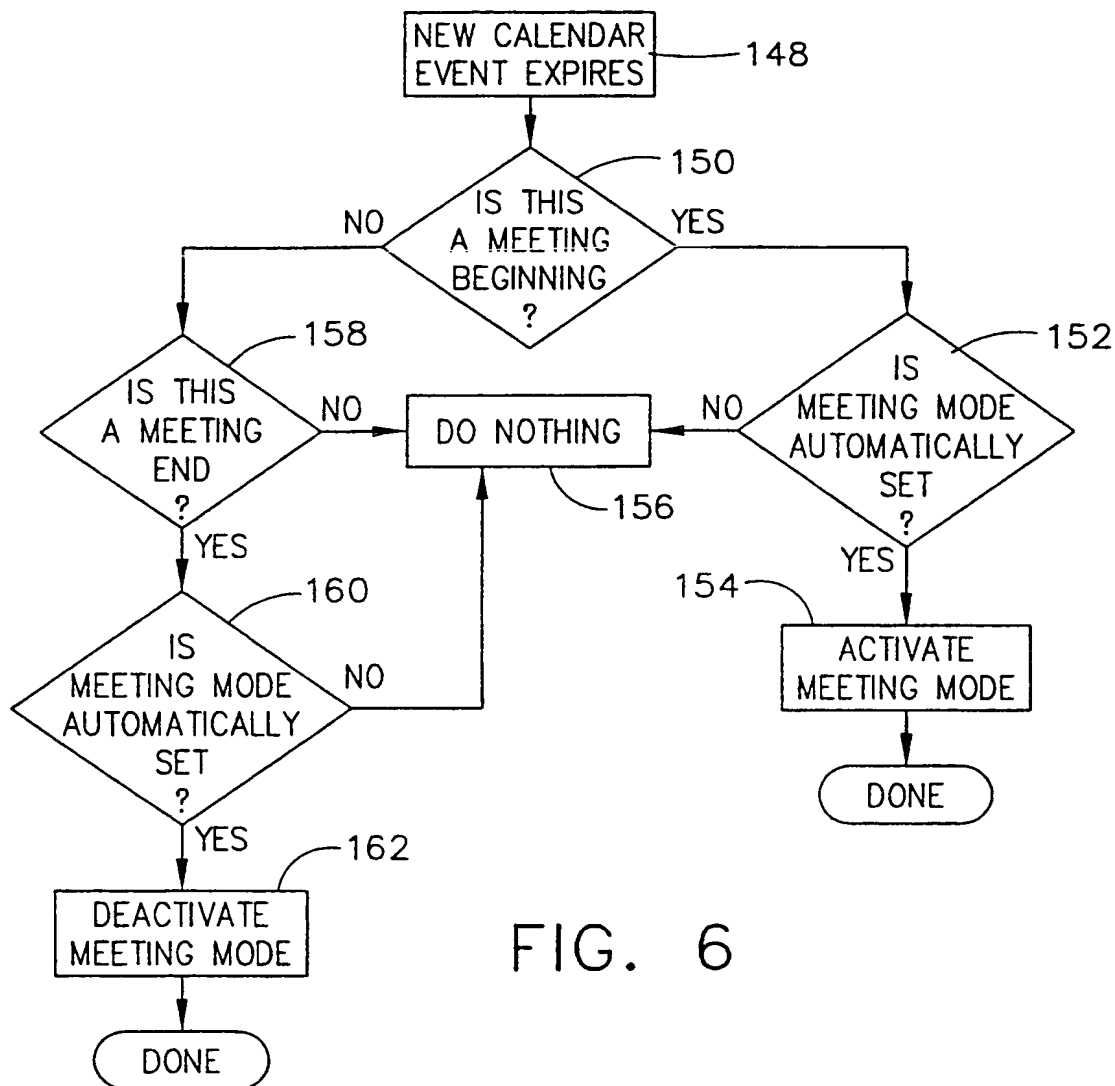 NEW CALENDAR
EVENT EXPIRES
148
150
IS THIS
A MEETING
BEGINNING
?
NO
YES
158
IS THIS
A MEETING
END
?
NO
YES
DO NOTHING
156
152
IS
MEETING MODE
AUTOMATICALLY
SET
?
NO
YES
160
IS
MEETING MODE
AUTOMATICALLY
SET
?
NO
YES
154
ACTIVATE
MEETING MODE
DONE
162
DEACTIVATE
MEETING MODE
DONE
FIG. 6